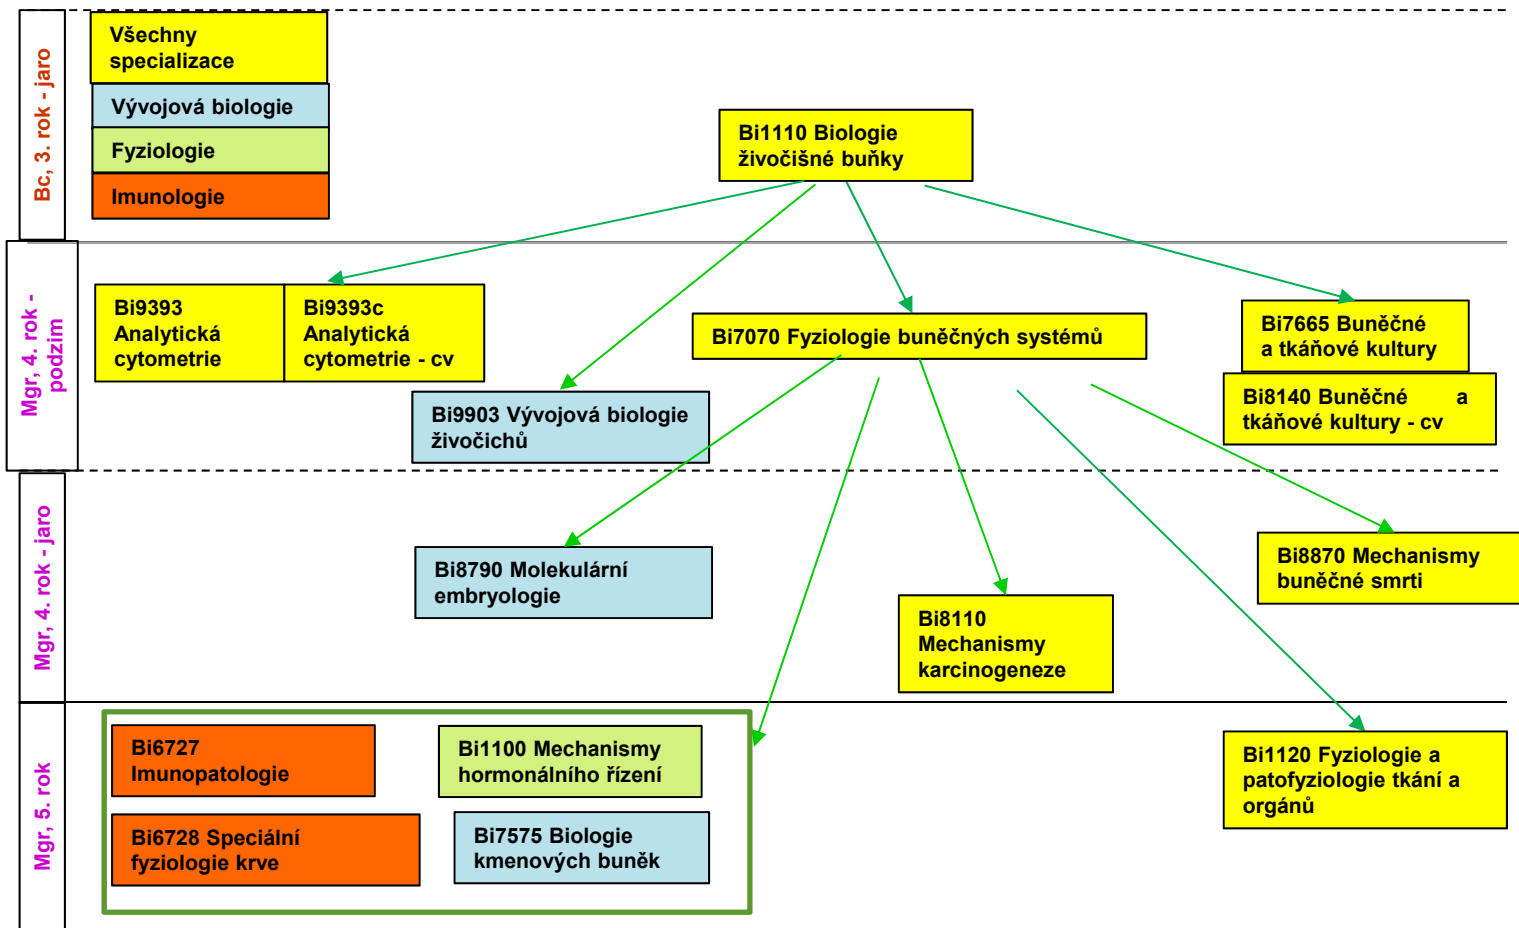 Bc, 3. rok - jaro
Všechny
specializace
Vývojová biologie
Fyziologie
Imunologie
Bi1110 Biologie
živočišné buňky
Mgr, 4. rok -
podzim
Bi9393
Analytická
cytometrie
Bi9393c
Analytická
cytometrie - cv
Bi9903 Vývojová biologie
živočichů
Bi7070 Fyziologie buněčných systémů
Bi7665 Buněčné
a tkáňové kultury
Bi8140 Buněčné a
tkáňové kultury - cv
Mgr, 4. rok - jaro
Bi8790 Molekulární
embryologie
Bi8110
Mechanismy
karcinogeneze
Bi8870 Mechanismy
buněčné smrti
Mgr, 5. rok
Bi6727
Imunopatologie
Bi1100 Mechanismy
hormonálního řízení
Bi6728 Speciální
fyziologie krve
Bi7575 Biologie
kmenových buněk
Bi1120 Fyziologie a
patofyziologie tkání a
orgánů